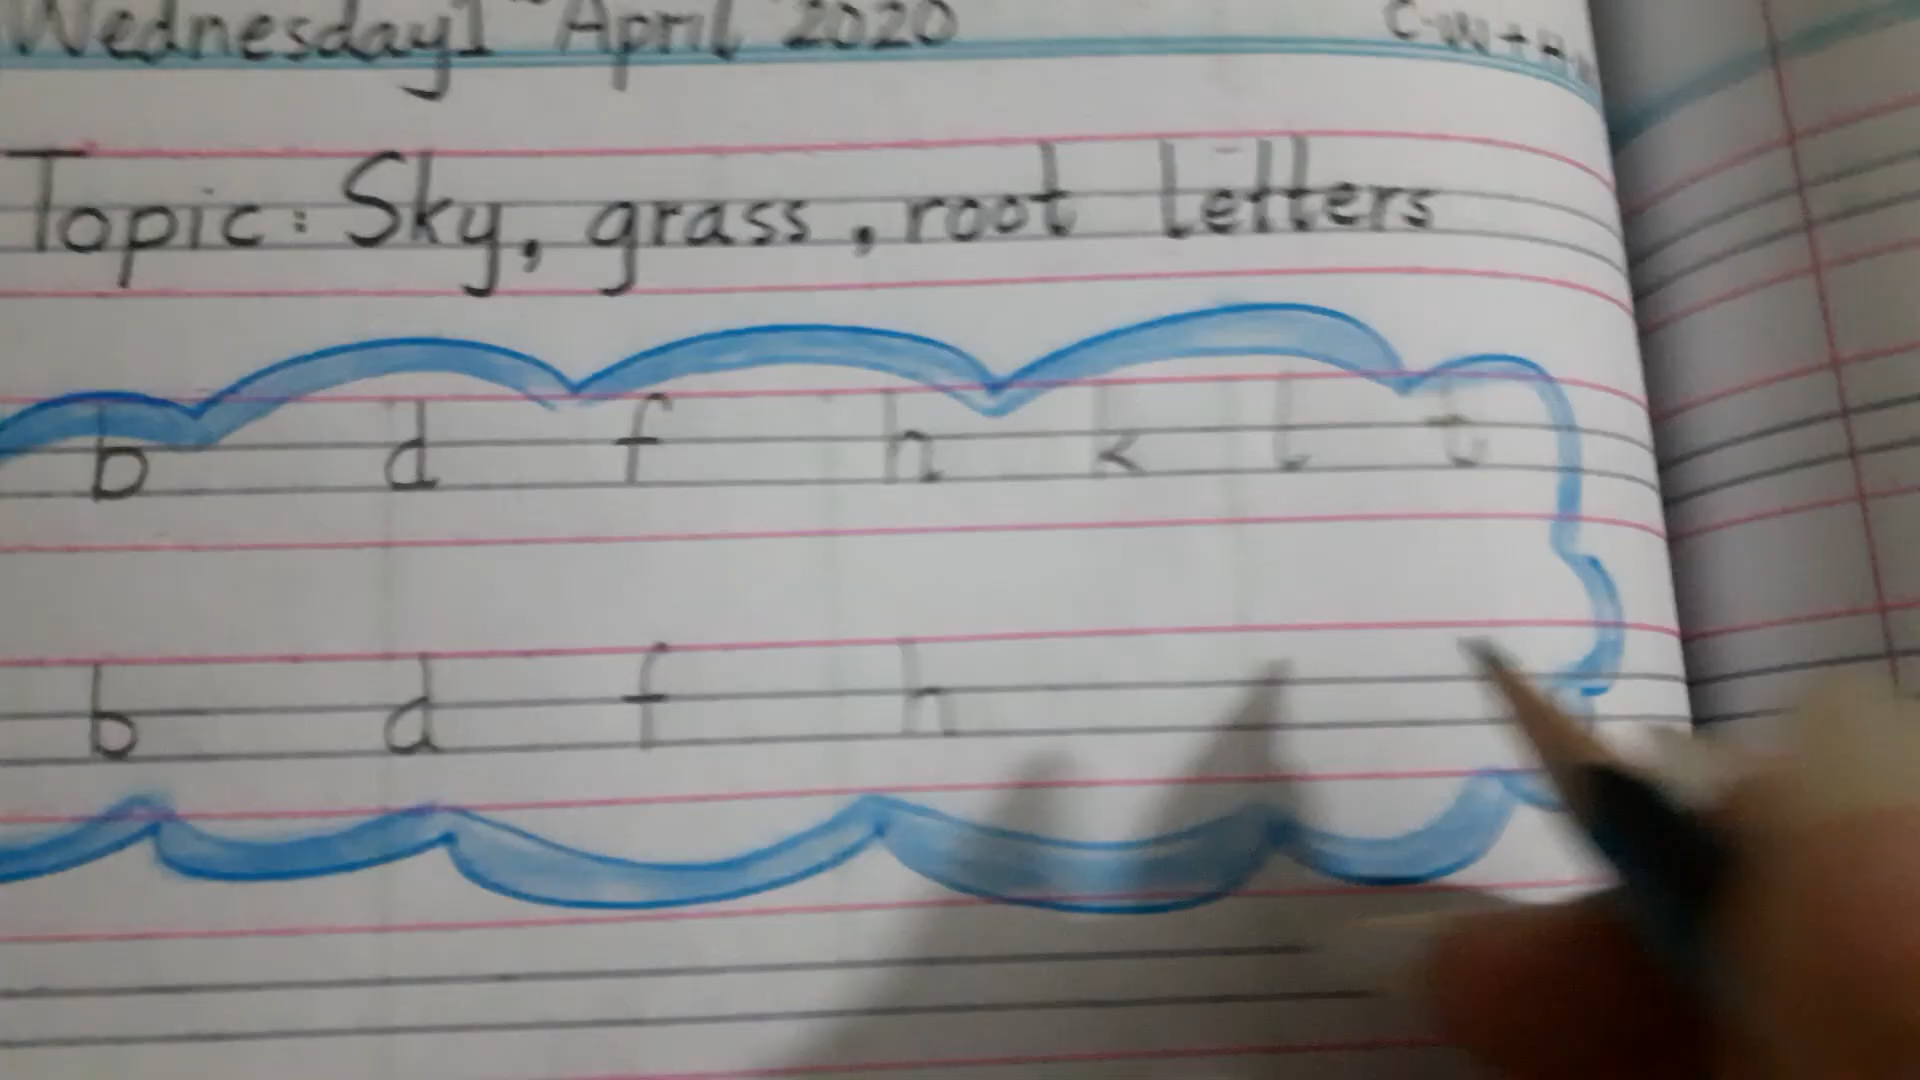 Wednesday 1 April 2020
Topic: Sky, grass, root letters
b d f h k l t
b d f h